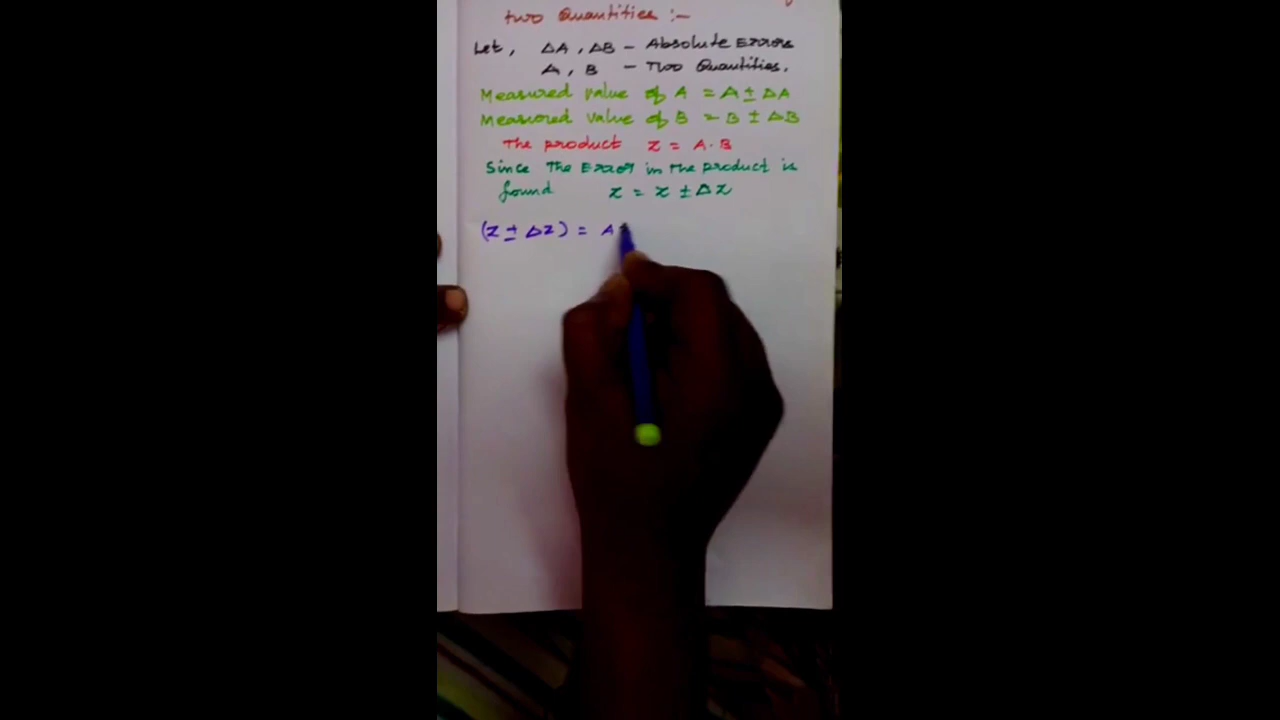 two Quantities :-
Let, ΔA, ΔB - Absolute Errors
A, B - Two Quantities.
Measured value of A = A ± ΔA
Measured value of B = B ± ΔB
The product Z = A·B
Since The Error in The product is
found Z = Z ± ΔZ
(Z ± ΔZ) = A